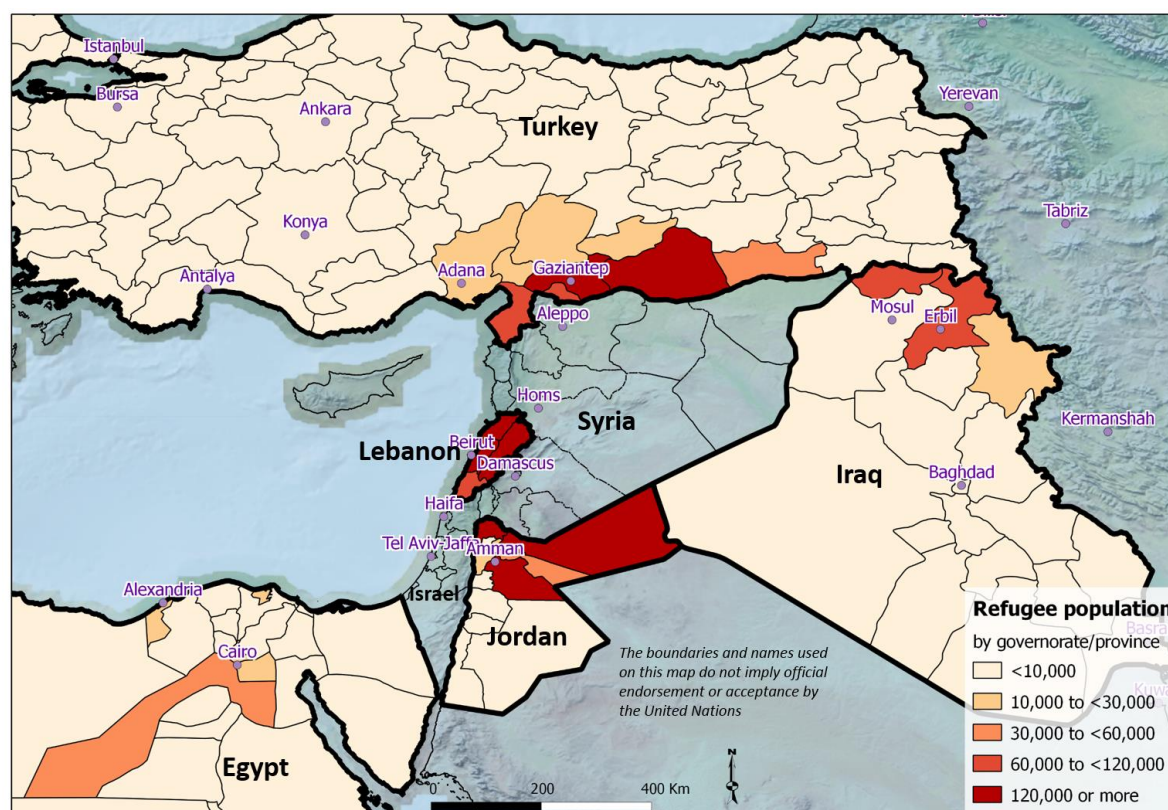 Istanbul
Bursa
Ankara
Turkey
Yerevan
Tabriz
Konya
Antalya
Adana
Gaziantep
Aleppo
Mosul
Erbil
Homs
Syria
Kermanshah
Lebanon
Beirut
Damascus
Iraq
Baghdad
Haifa
Tel Aviv-Jaffa
Amman
Israel
Alexandria
Jordan
Cairo
Egypt
The boundaries and names used
on this map do not imply official
endorsement or acceptance by
the United Nations
Refugee population
by governorate/province
<10,000
10,000 to <30,000
30,000 to <60,000
60,000 to <120,000
120,000 or more
Basra
N
0 200 400 Km